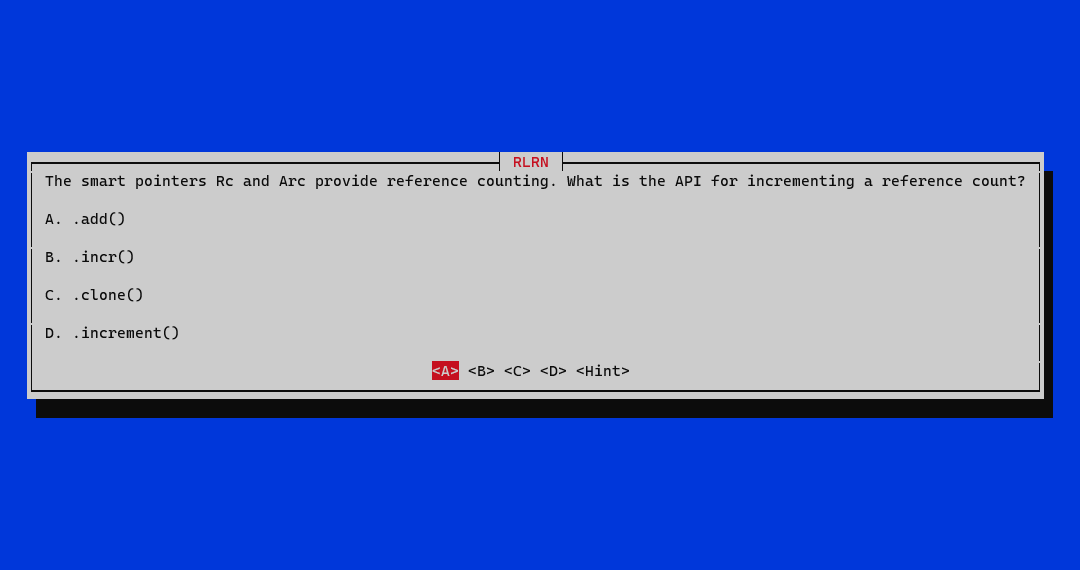 RLRN
The smart pointers Rc and Arc provide reference counting. What is the API for incrementing a reference count?
A. .add()
B. .incr()
C. .clone()
D. .increment()
<A> <B> <C> <D> <Hint>